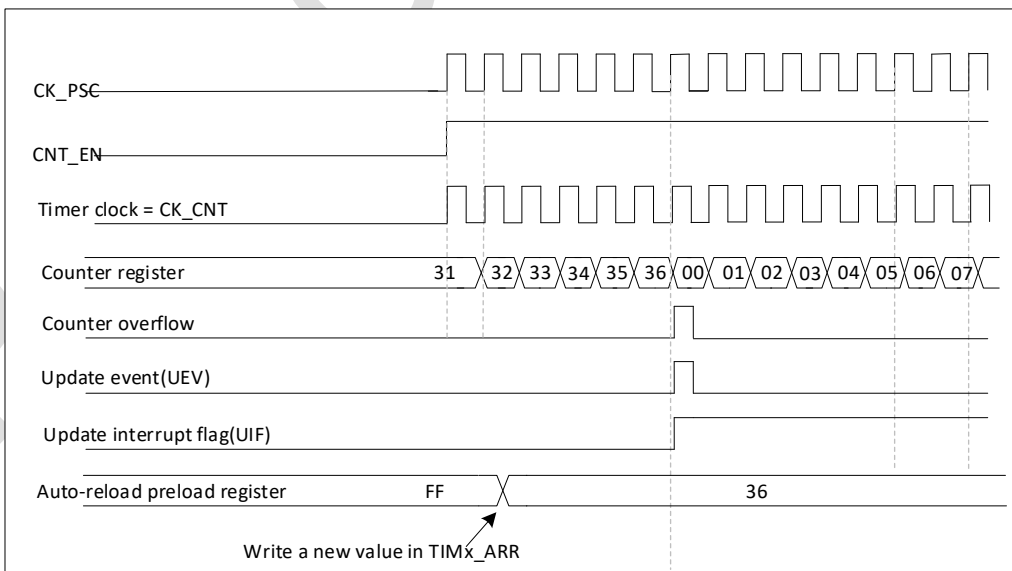 CK_PSC
CNT_EN
Timer clock = CK_CNT
Counter register 31 32 33 34 35 36 00 01 02 03 04 05 06 07
Counter overflow
Update event(UEV)
Update interrupt flag(UIF)
Auto-reload preload register FF 36
Write a new value in TIMx_ARR